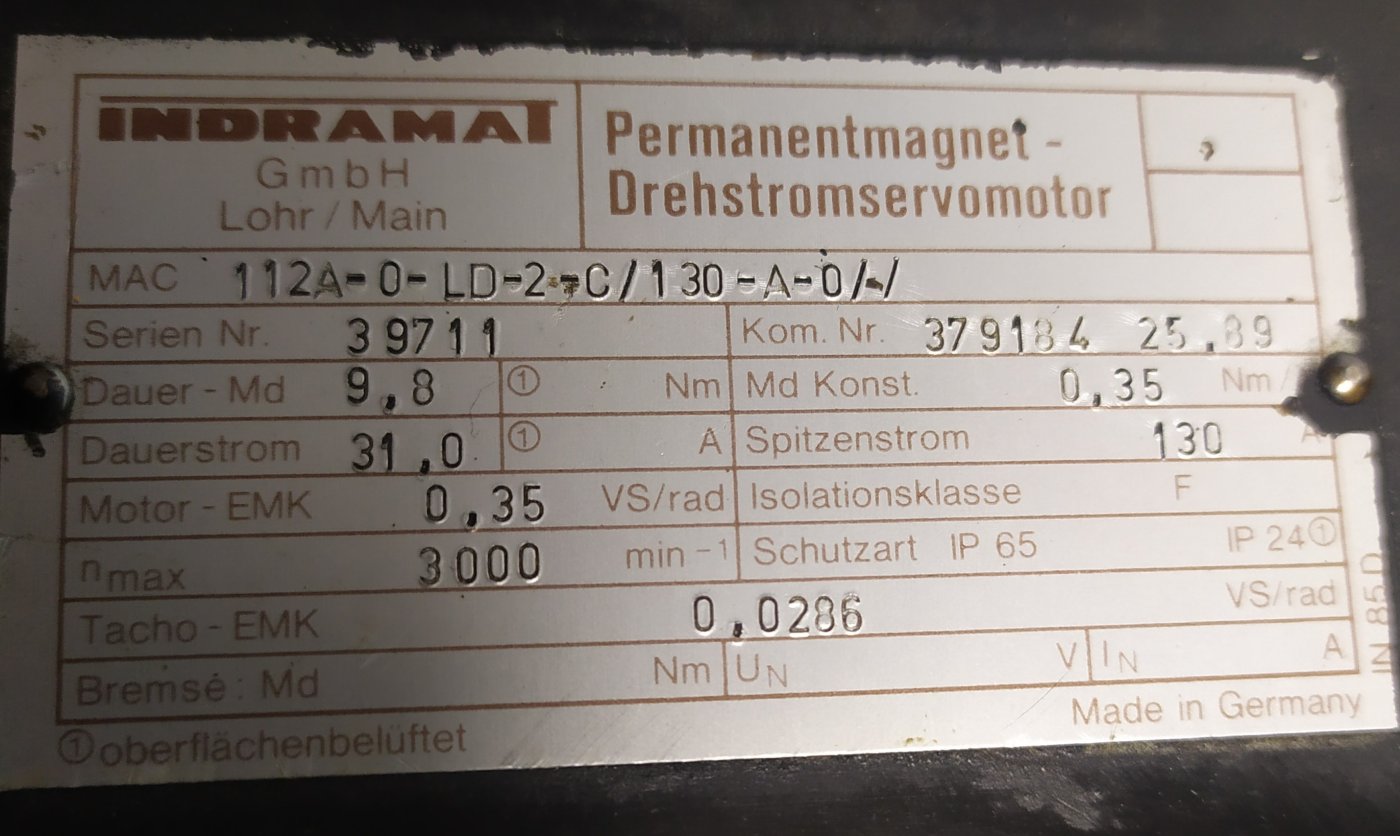 INDRAMAT
GmbH
Lohr / Main
Permanentmagnet -
Drehstromservomotor
MAC 112A-0-LD-2-C/130-A-0/-/
Serien Nr. 39711 Kom. Nr. 379184 25.89
Dauer - Md 9,8 ① Nm Md Konst. 0,35 Nm/
Dauerstrom 31,0 ① A Spitzenstrom 130 A
Motor - EMK 0,35 VS/rad Isolationsklasse F
n max 3000 min -1 Schutzart IP 65 IP 24①
Tacho - EMK 0,0286 VS/rad
Bremse : Md Nm UN V IN A
IN 85D
Made in Germany
①oberflächenbelüftet